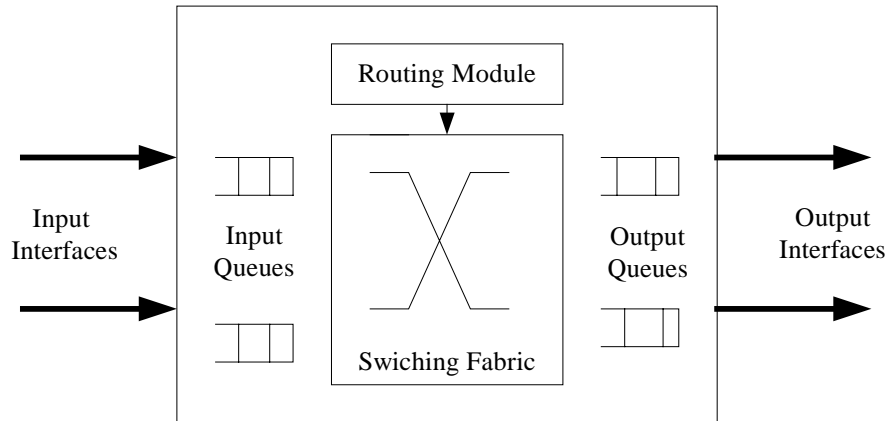 Routing Module
Input
Interfaces
Input
Queues
Output
Queues
Output
Interfaces
Swiching Fabric